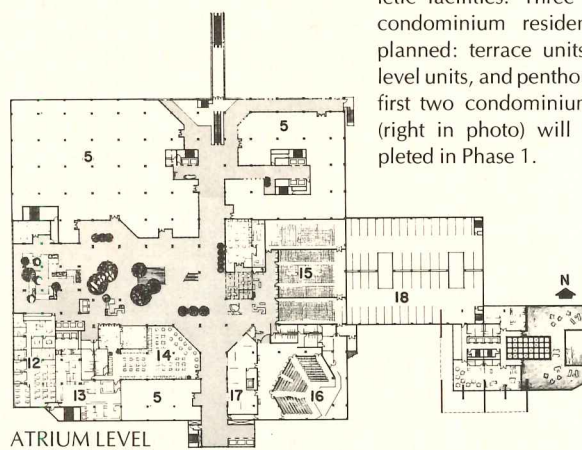 letic facilities. Three
condominium residen
planned: terrace units
level units, and pentho
first two condominium
(right in photo) will
pleted in Phase 1.
5
5
15
18
N
12
14
13
5
17
16
ATRIUM LEVEL